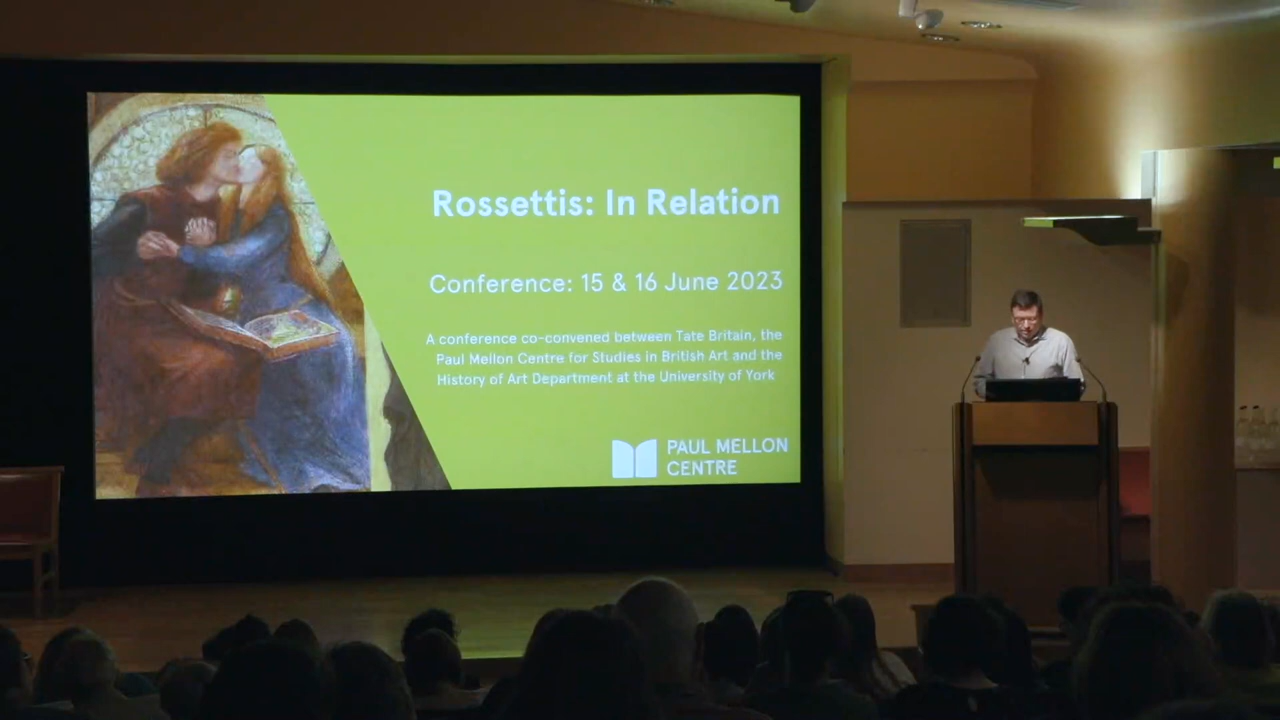 Rossettis: In Relation
Conference: 15 & 16 June 2023
A conference co-convened between Tate Britain, the
Paul Mellon Centre for Studies in British Art and the
History of Art Department at the University of York
PAUL MELLON
CENTRE